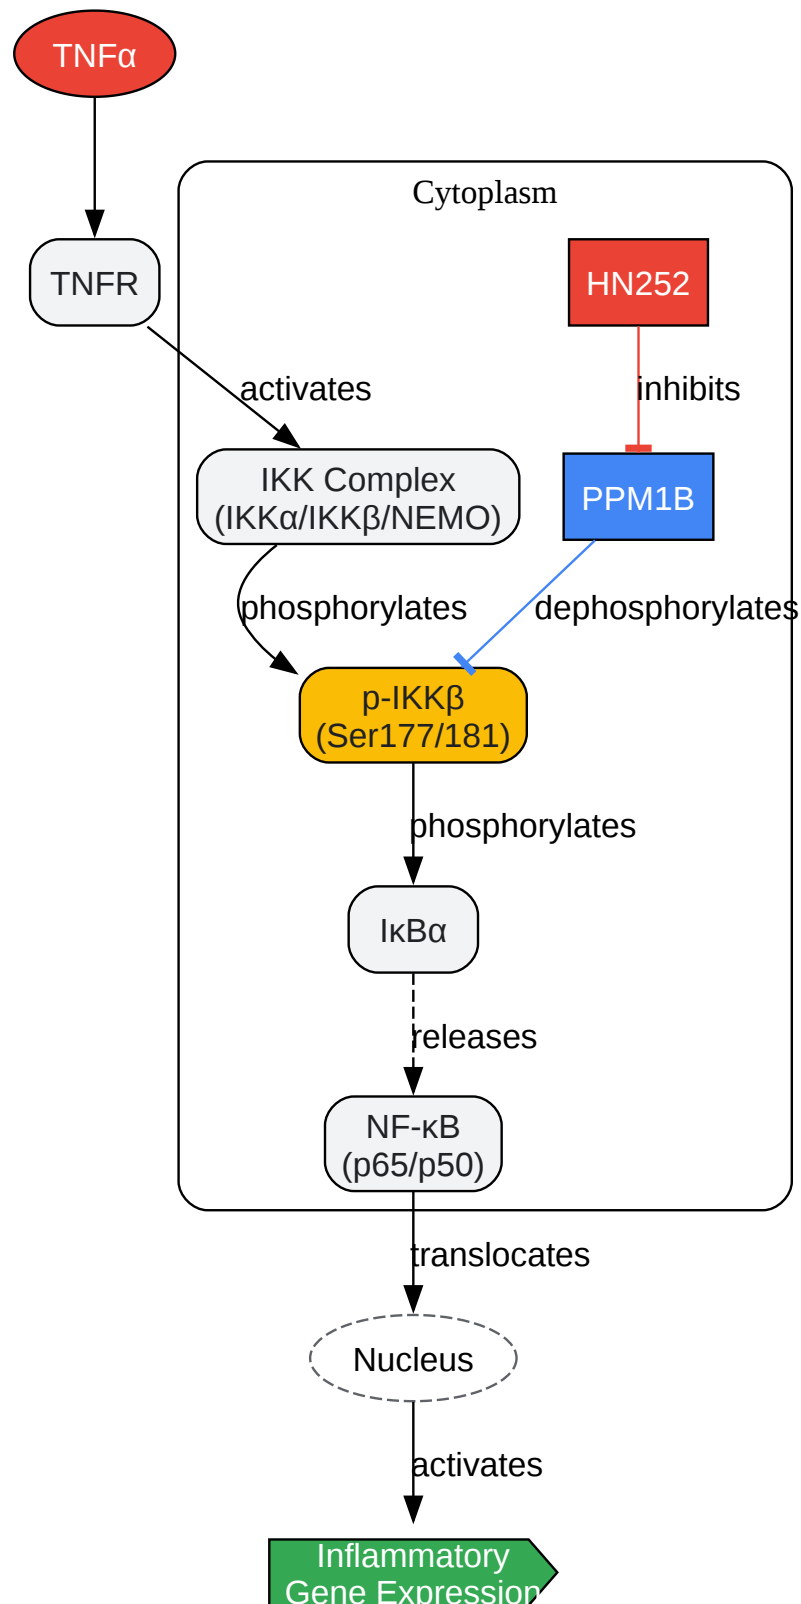 TNFα
Cytoplasm
TNFR
HN252
activates
inhibits
IKK Complex
(IKKα/IKKβ/NEMO)
PPM1B
phosphorylates
dephosphorylates
p-IKKβ
(Ser177/181)
phosphorylates
IκBα
releases
NF-κB
(p65/p50)
translocates
Nucleus
activates
Inflammatory
Gene Expression